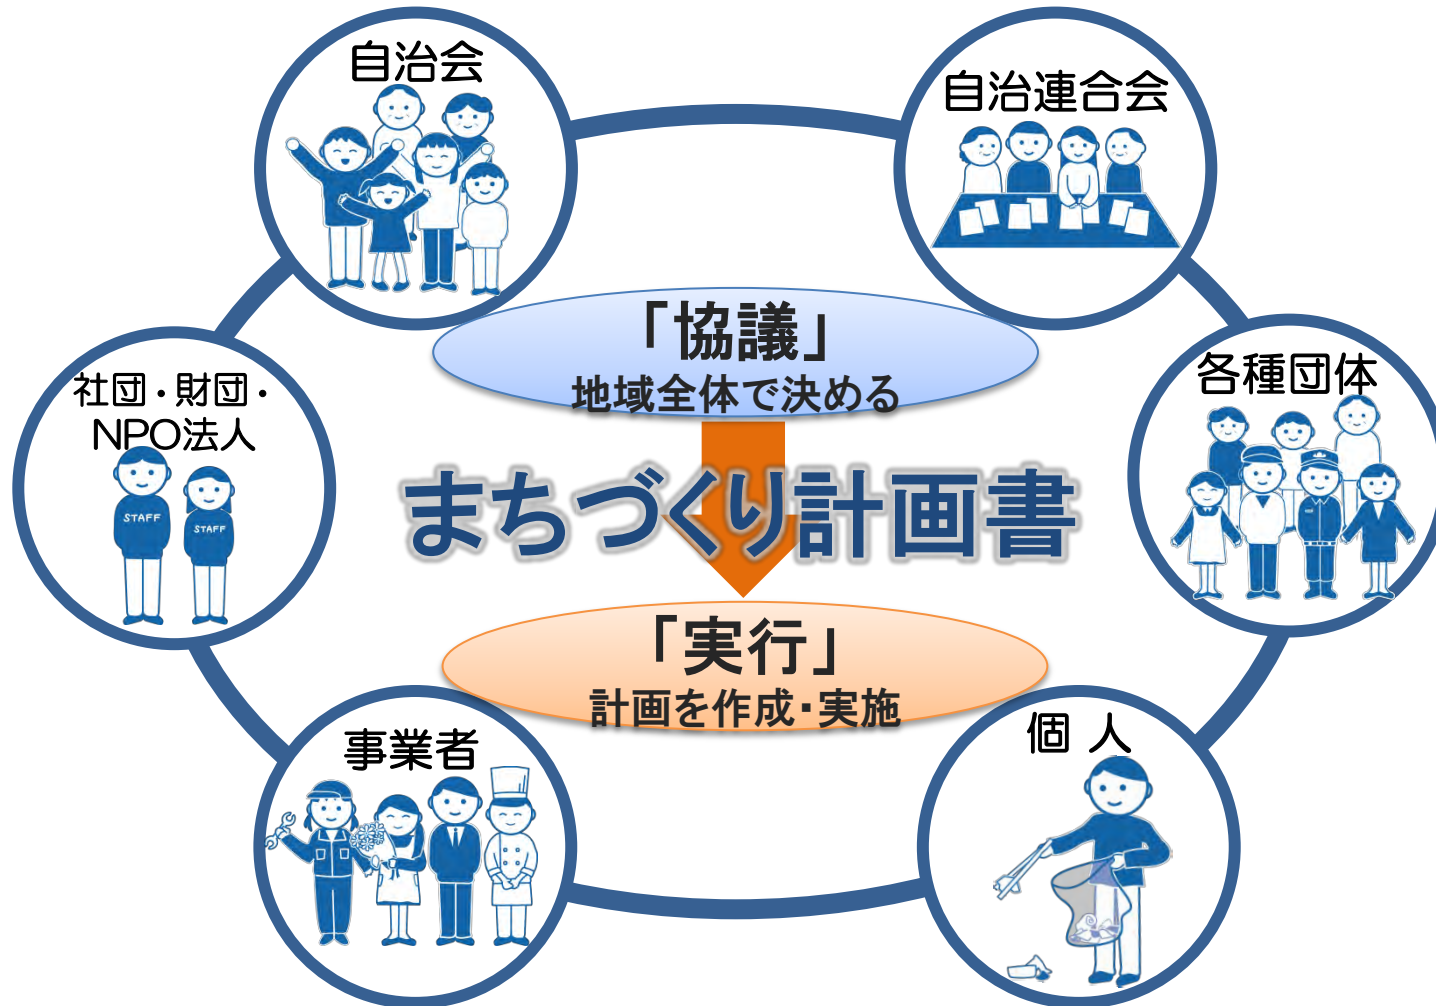 自治会
自治連合会
「協議」
地域全体で決める
社団・財団・
NPO法人
STAFF
STAFF
各種団体
まちづくり計画書
「実行」
計画を作成・実施
事業者
個 人